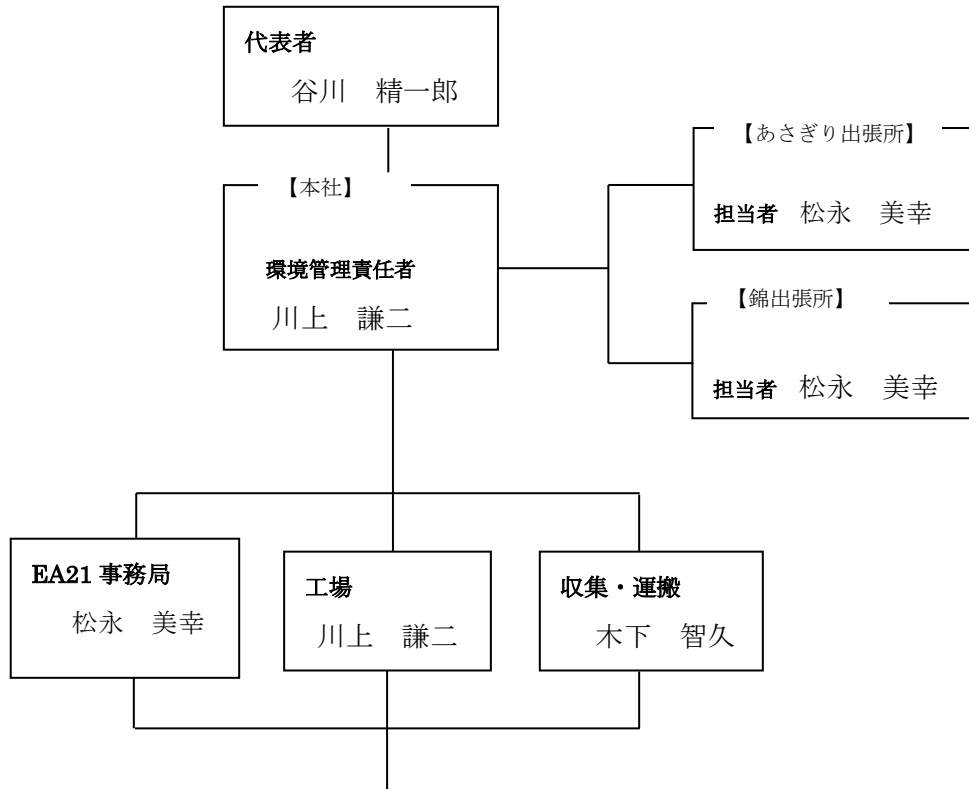 代表者
谷川　精一郎
【あさぎり出張所】
【本社】
担当者　松永　美幸
環境管理責任者
川上　謙二
【錦出張所】
担当者　松永　美幸
EA21 事務局
松永　美幸
工場
川上　謙二
収集・運搬
木下　智久